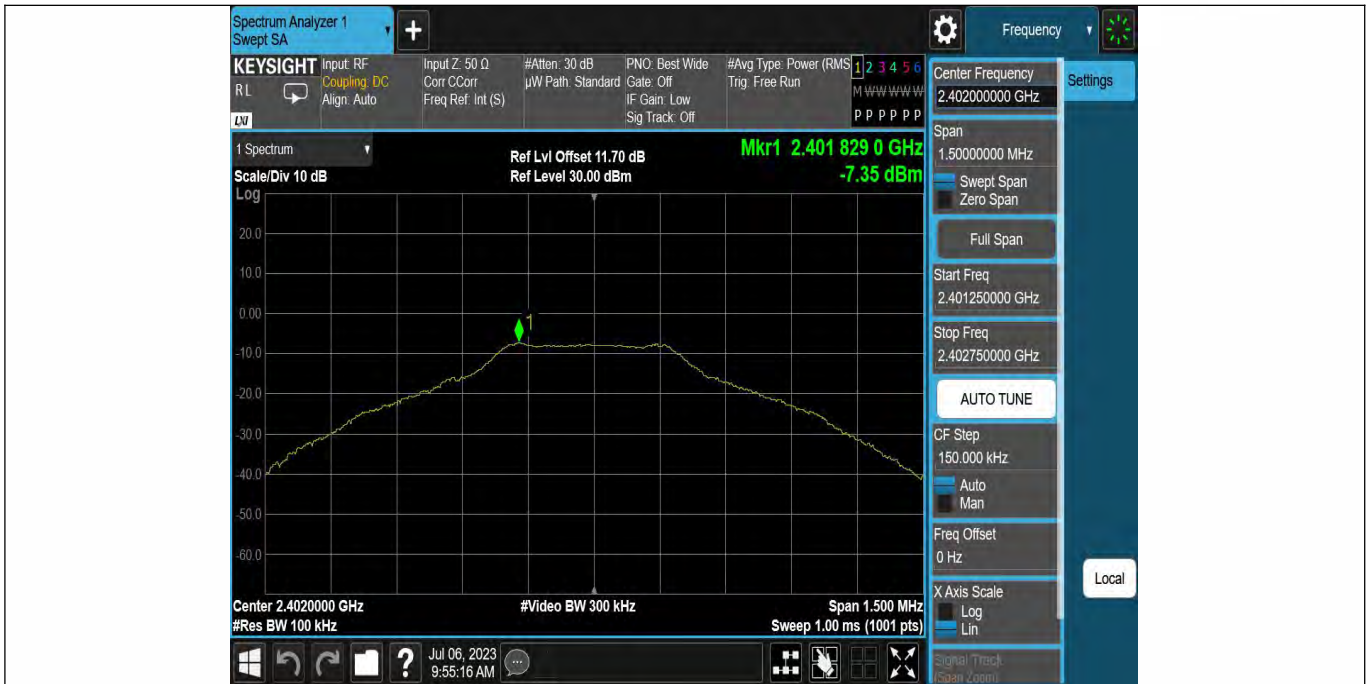 Spectrum Analyzer 1
Swept SA
+
Frequency
KEYSIGHT
RL
LXI
Input: RF
Coupling: DC
Align: Auto
Input Z: 50 Ω
Corr CCorr
Freq Ref: Int (S)
#Atten: 30 dB
µW Path: Standard
PNO: Best Wide
Gate: Off
IF Gain: Low
Sig Track: Off
#Avg Type: Power (RMS
Trig: Free Run
1 2 3 4 5 6
M W W W W W
P P P P P P
1 Spectrum
Scale/Div 10 dB
Log
Ref Lvl Offset 11.70 dB
Ref Level 30.00 dBm
Mkr1 2.401 829 0 GHz
-7.35 dBm
20.0
10.0
0.00
-10.0
-20.0
-30.0
-40.0
-50.0
-60.0
1
Center 2.4020000 GHz
#Res BW 100 kHz
#Video BW 300 kHz
Span 1.500 MHz
Sweep 1.00 ms (1001 pts)
Center Frequency
2.402000000 GHz
Settings
Span
1.50000000 MHz
Swept Span
Zero Span
Full Span
Start Freq
2.401250000 GHz
Stop Freq
2.402750000 GHz
AUTO TUNE
CF Step
150.000 kHz
Auto
Man
Freq Offset
0 Hz
X Axis Scale
Log
Lin
Signal Track
(Span Zoom)
Local
?
Jul 06, 2023
9:55:16 AM